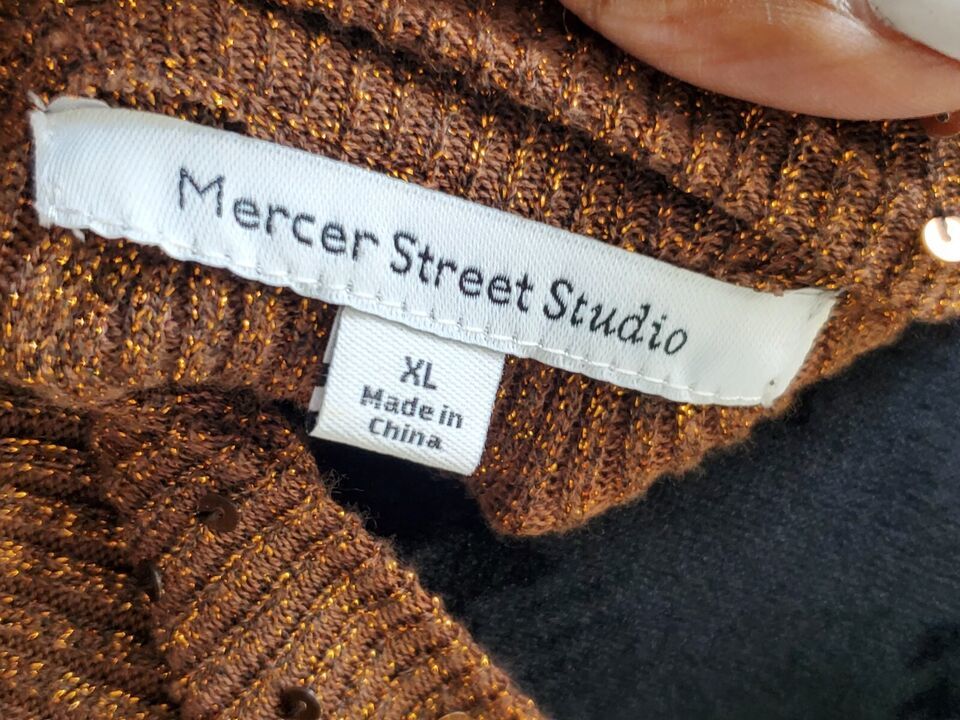 Mercer Street Studio
XL
Made in
China